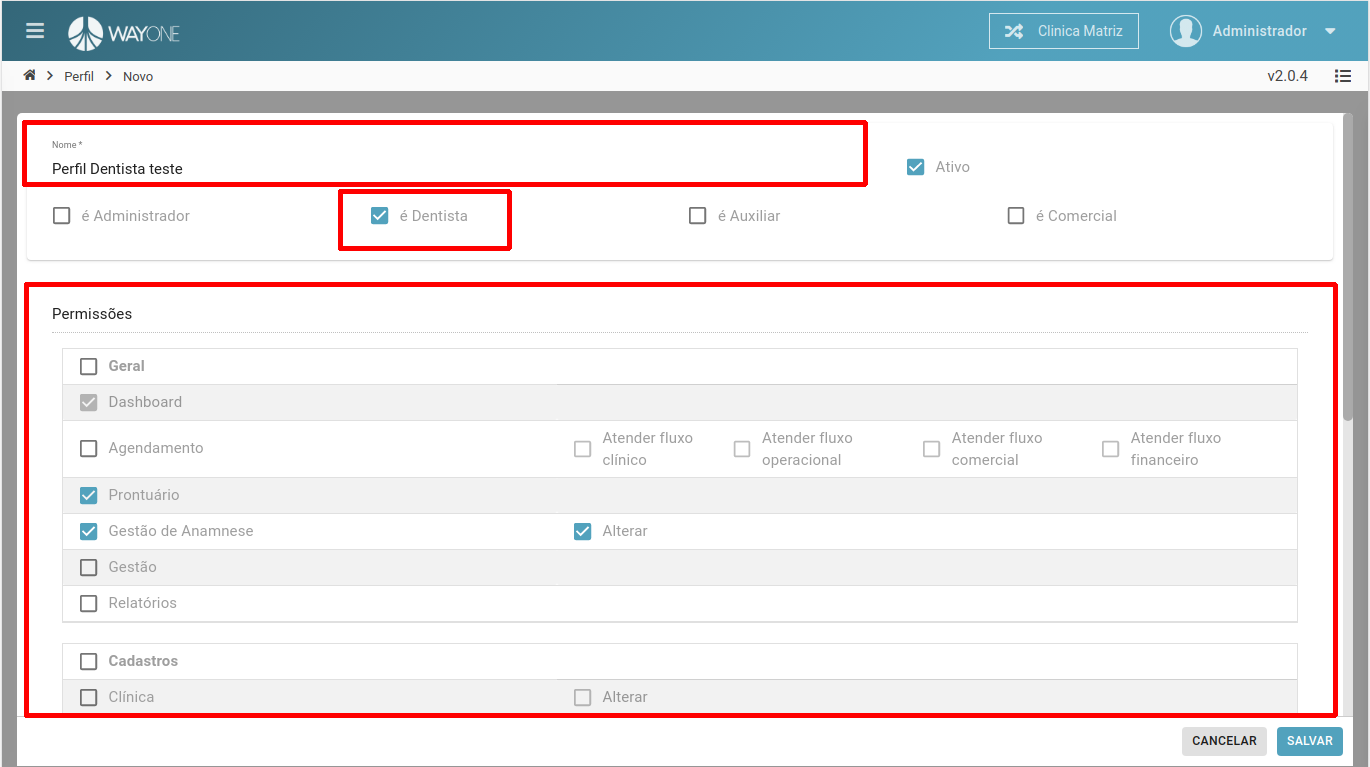 WAYONE
Clinica Matriz
Administrador
Perfil
Novo
v2.0.4
Nome *
Perfil Dentista teste
Ativo
é Administrador
é Dentista
é Auxiliar
é Comercial
Permissões
Geral
Dashboard
Agendamento
Atender fluxo
clínico
Atender fluxo
operacional
Atender fluxo
comercial
Atender fluxo
financeiro
Prontuário
Gestão de Anamnese
Alterar
Gestão
Relatórios
Cadastros
Clínica
Alterar
CANCELAR
SALVAR